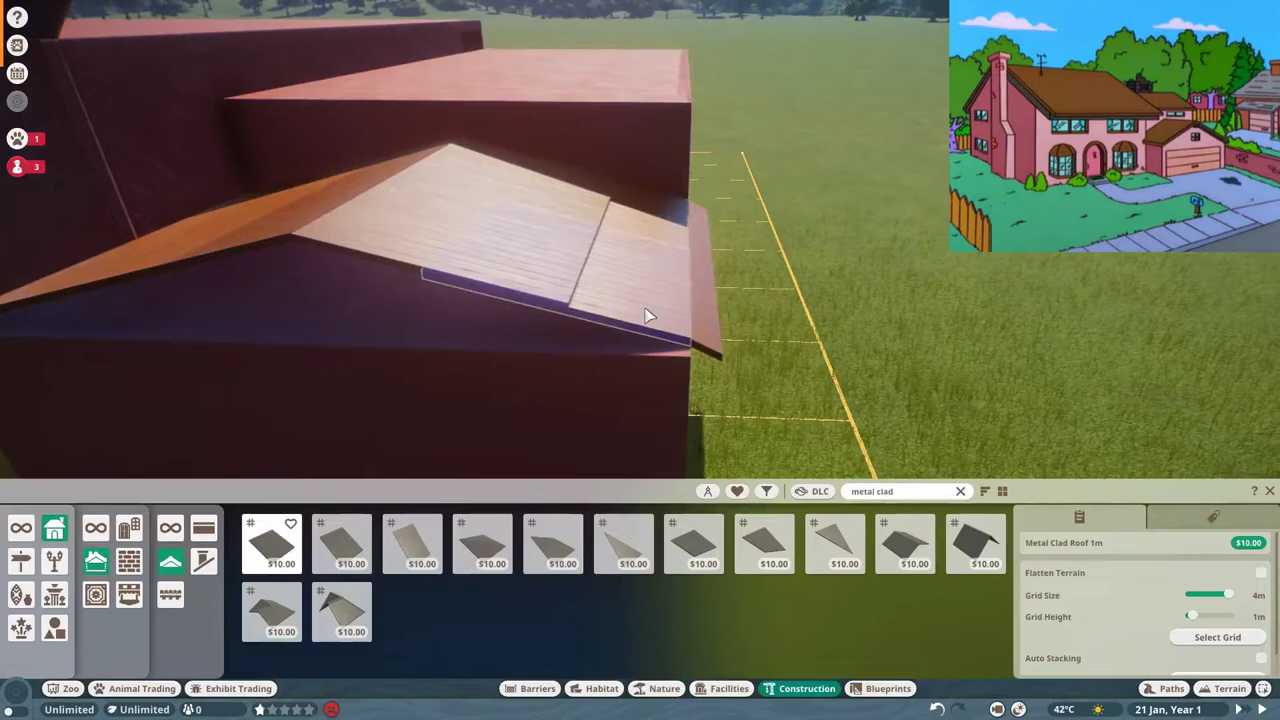 ?
1
3
DLC
metal clad
?
$10.00 $10.00 $10.00 $10.00 $10.00 $10.00 $10.00 $10.00 $10.00 $10.00 $10.00
$10.00 $10.00
Metal Clad Roof 1m $10.00
Flatten Terrain
Grid Size 4m
Grid Height 1m
Select Grid
Auto Stacking
Zoo Animal Trading Exhibit Trading Barriers Habitat Nature Facilities Construction Blueprints Paths Terrain
Unlimited Unlimited 0 42°C 21 Jan, Year 1